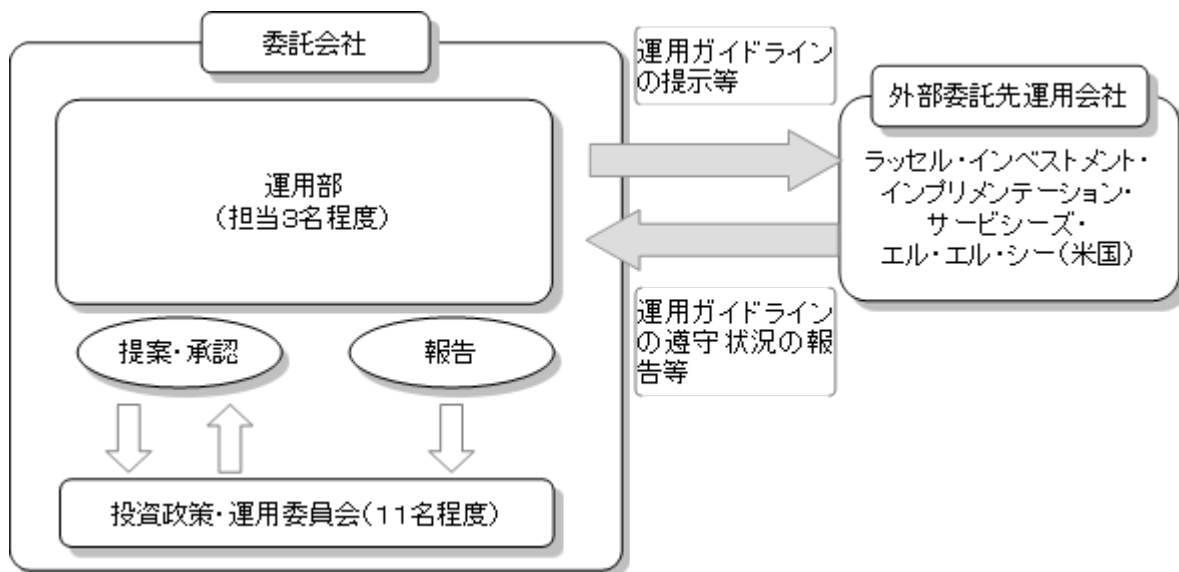 委託会社
運用部
(担当3名程度)
提案・承認
報告
投資政策・運用委員会(11名程度)
運用ガイドライン
の提示等
運用ガイドライン
の遵守状況の報
告等
外部委託先運用会社
ラッセル・インベストメント・
インプリメンテーション・
サービシーズ・
エル・エル・シー(米国)